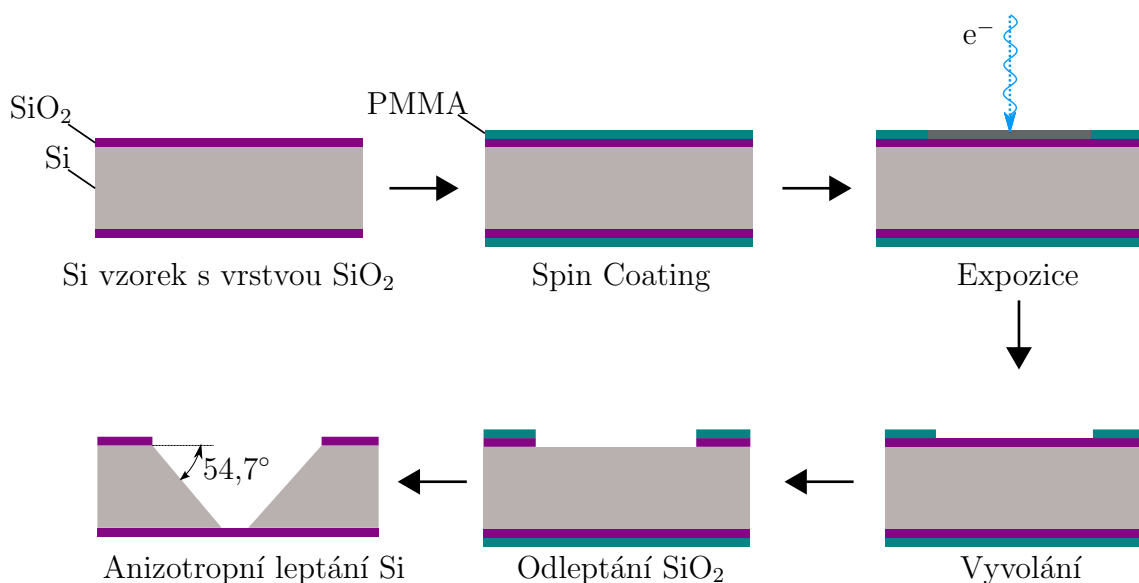 SiO₂
Si
Si vzorek s vrstvou SiO₂
PMMA
Spin Coating
e⁻
Expozice
54,7°
Anizotropní leptání Si
Odleptání SiO₂
Vyvolání